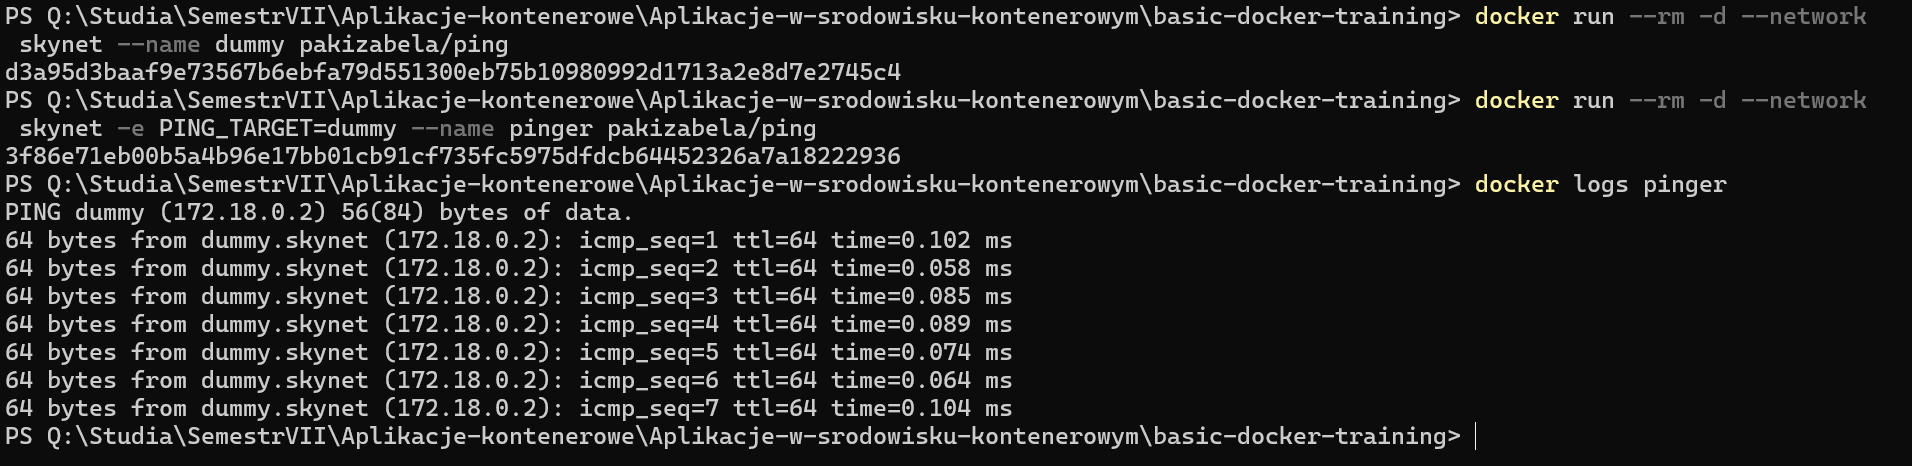 PS Q:\Studia\SemestrVII\Aplikacje-kontenerowe\Aplikacje-w-srodowisku-kontenerowym\basic-docker-training> docker run --rm -d --network
skynet --name dummy pakizabela/ping
d3a95d3baaf9e73567b6ebfa79d551300eb75b10980992d1713a2e8d7e2745c4
PS Q:\Studia\SemestrVII\Aplikacje-kontenerowe\Aplikacje-w-srodowisku-kontenerowym\basic-docker-training> docker run --rm -d --network
skynet -e PING_TARGET=dummy --name pinger pakizabela/ping
3f86e71eb00b5a4b96e17bb01cb91cf735fc5975dfdcb64452326a7a18222936
PS Q:\Studia\SemestrVII\Aplikacje-kontenerowe\Aplikacje-w-srodowisku-kontenerowym\basic-docker-training> docker logs pinger
PING dummy (172.18.0.2) 56(84) bytes of data.
64 bytes from dummy.skynet (172.18.0.2): icmp_seq=1 ttl=64 time=0.102 ms
64 bytes from dummy.skynet (172.18.0.2): icmp_seq=2 ttl=64 time=0.058 ms
64 bytes from dummy.skynet (172.18.0.2): icmp_seq=3 ttl=64 time=0.085 ms
64 bytes from dummy.skynet (172.18.0.2): icmp_seq=4 ttl=64 time=0.089 ms
64 bytes from dummy.skynet (172.18.0.2): icmp_seq=5 ttl=64 time=0.074 ms
64 bytes from dummy.skynet (172.18.0.2): icmp_seq=6 ttl=64 time=0.064 ms
64 bytes from dummy.skynet (172.18.0.2): icmp_seq=7 ttl=64 time=0.104 ms
PS Q:\Studia\SemestrVII\Aplikacje-kontenerowe\Aplikacje-w-srodowisku-kontenerowym\basic-docker-training>